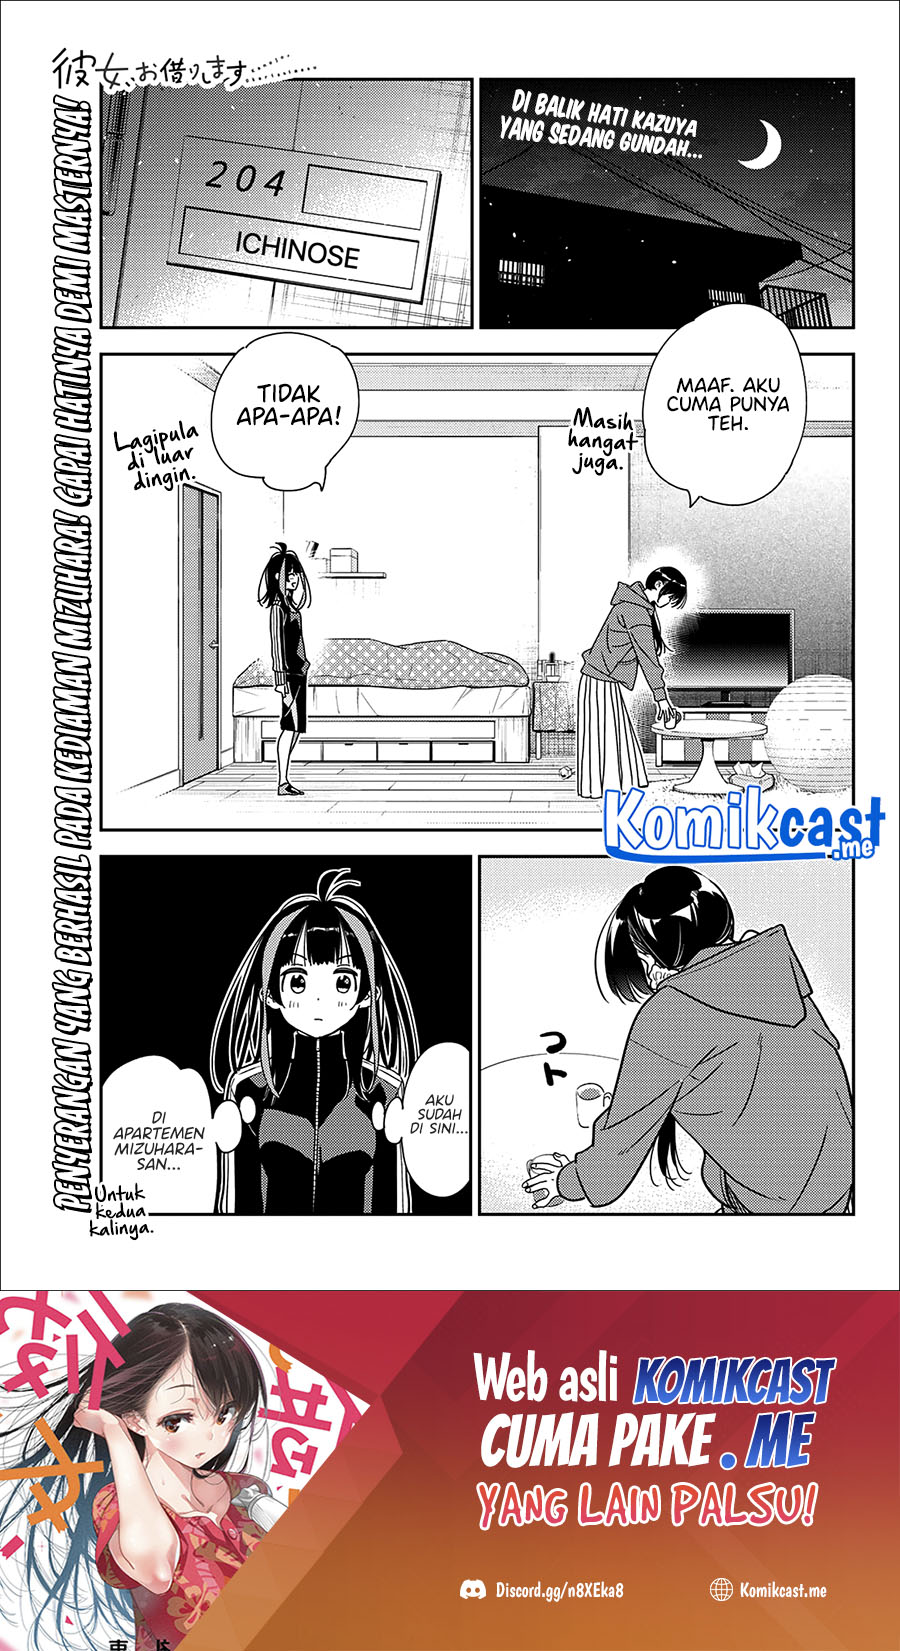 彼女、お借りします
DI BALIK HATI KAZUYA
YANG SEDANG GUNDAH...
204
ICHINOSE
PENYERANGAN YANG BERHASIL PADA KEDIAMAN MIZUHARA! GAPAI HATINYA DEMI MASTERNYA!
MAAF. AKU
CUMA PUNYA
TEH.
Masih
hangat
juga.
TIDAK
APA-APA!
Lagipula
di luar
dingin.
Komikcast
.me
コト
AKU
SUDAH
DI SINI...
DI
APARTEMEN
MIZUHARA-
SAN...
Untuk
kedua
kalinya.
Web asli KOMIKCAST
CUMA PAKE . ME
YANG LAIN PALSU!
Discord.gg/n8XEka8
Komikcast.me